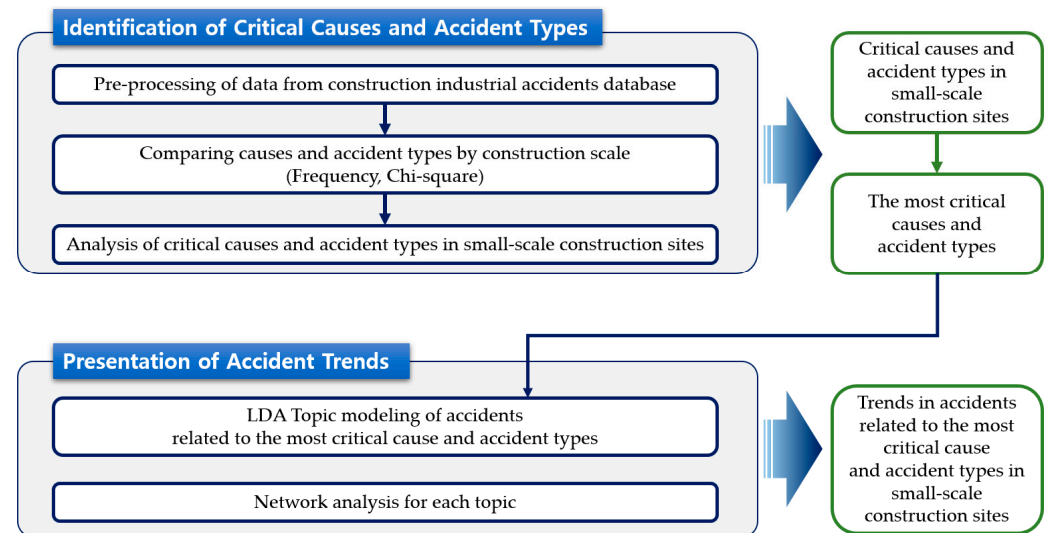 Identification of Critical Causes and Accident Types
Pre-processing of data from construction industrial accidents database
Comparing causes and accident types by construction scale
(Frequency, Chi-square)
Analysis of critical causes and accident types in small-scale construction sites
Critical causes and
accident types in
small-scale
construction sites
The most critical
causes and
accident types
Presentation of Accident Trends
LDA Topic modeling of accidents
related to the most critical cause and accident types
Network analysis for each topic
Trends in accidents
related to the most
critical cause
and accident types in
small-scale
construction sites